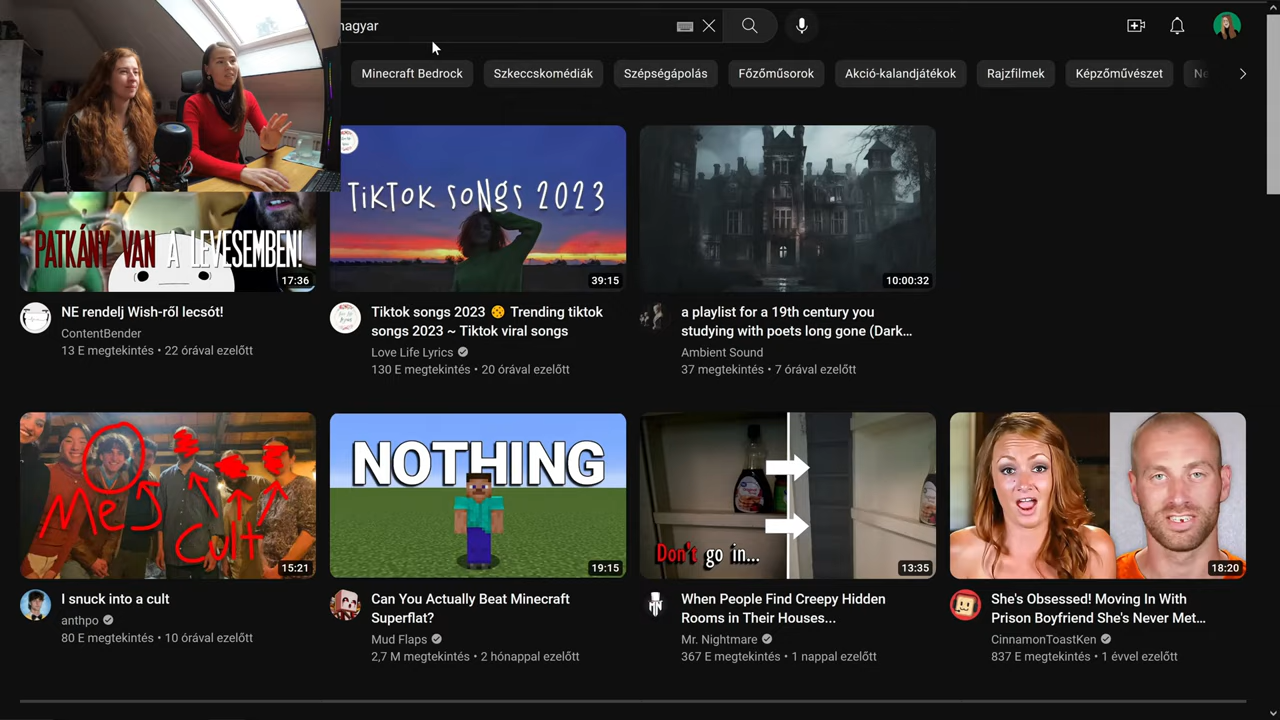 magyar
Minecraft Bedrock
Szkeccskomédiák
Szépségápolás
Főzőműsorok
Akció-kalandjátékok
Rajzfilmek
Képzőművészet
PATKÁNY VAN A LEVESEMBEN!
17:36
TIKTOK SONGS 2023
39:15
10:00:32
NE rendelj Wish-ről lecsót!
ContentBender
13 E megtekintés • 22 órával ezelőtt
Tiktok songs 2023 🍪 Trending tiktok
songs 2023 ~ Tiktok viral songs
Love Life Lyrics
130 E megtekintés • 20 órával ezelőtt
a playlist for a 19th century you
studying with poets long gone (Dark...
Ambient Sound
37 megtekintés • 7 órával ezelőtt
Me
Cult
15:21
NOTHING
19:15
Don't go in...
13:35
18:20
I snuck into a cult
anthpo
80 E megtekintés • 10 órával ezelőtt
Can You Actually Beat Minecraft
Superflat?
Mud Flaps
2,7 M megtekintés • 2 hónappal ezelőtt
When People Find Creepy Hidden
Rooms in Their Houses...
Mr. Nightmare
367 E megtekintés • 1 nappal ezelőtt
She's Obsessed! Moving In With
Prison Boyfriend She's Never Met...
CinnamonToastKen
837 E megtekintés • 1 évvel ezelőtt